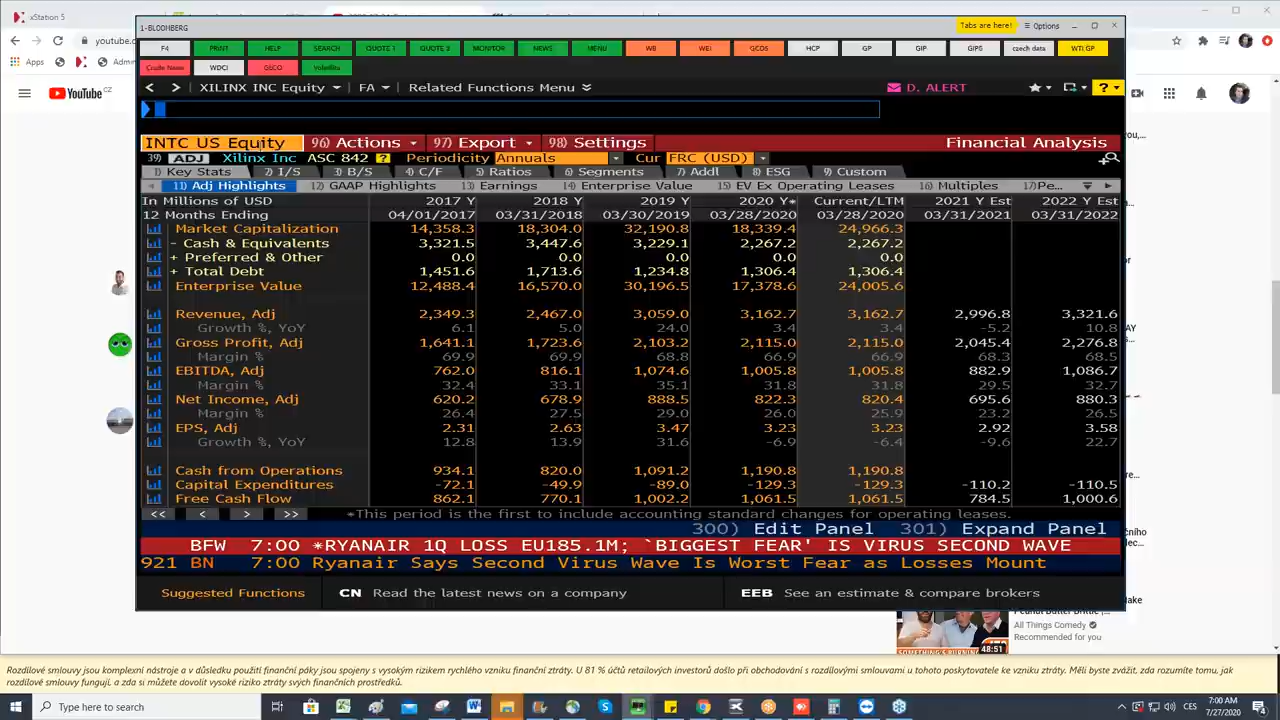 xStation 5
1-BLOOMBERG
Tabs are here!
Options
F4 PRINT HELP SEARCH QUOTE 1 QUOTE 2 MONITOR NEWS MENU WB WEI GCDS HCP GP GIP GIPS czech data WTI GP
Crude Nano WDCI GECO Volatilita
youtube.c
Apps
Admin
XILINX INC Equity FA Related Functions Menu D. ALERT
YouTube CZ
INTC US Equity 96) Actions 97) Export 98) Settings Financial Analysis
39) ADJ Xilinx Inc ASC 842 ? Periodicity Annuals Cur FRC (USD)
1) Key Stats 2) I/S 3) B/S 4) C/F 5) Ratios 6) Segments 7) Addl 8) ESG 9) Custom
11) Adj Highlights 12) GAAP Highlights 13) Earnings 14) Enterprise Value 15) EV Ex Operating Leases 16) Multiples 17)Pe...
In Millions of USD 2017 Y 2018 Y 2019 Y 2020 Y* Current/LTM 2021 Y Est 2022 Y Est
12 Months Ending 04/01/2017 03/31/2018 03/30/2019 03/28/2020 03/28/2020 03/31/2021 03/31/2022
Market Capitalization 14,358.3 18,304.0 32,190.8 18,339.4 24,966.3
- Cash & Equivalents 3,321.5 3,447.6 3,229.1 2,267.2 2,267.2
+ Preferred & Other 0.0 0.0 0.0 0.0 0.0
+ Total Debt 1,451.6 1,713.6 1,234.8 1,306.4 1,306.4
Enterprise Value 12,488.4 16,570.0 30,196.5 17,378.6 24,005.6
Revenue, Adj 2,349.3 2,467.0 3,059.0 3,162.7 3,162.7 2,996.8 3,321.6
Growth %, YoY 6.1 5.0 24.0 3.4 3.4 -5.2 10.8
Gross Profit, Adj 1,641.1 1,723.6 2,103.2 2,115.0 2,115.0 2,045.4 2,276.8
Margin % 69.9 69.9 68.8 66.9 66.9 68.3 68.5
EBITDA, Adj 762.0 816.1 1,074.6 1,005.8 1,005.8 882.9 1,086.7
Margin % 32.4 33.1 35.1 31.8 31.8 29.5 32.7
Net Income, Adj 620.2 678.9 888.5 822.3 820.4 695.6 880.3
Margin % 26.4 27.5 29.0 26.0 25.9 23.2 26.5
EPS, Adj 2.31 2.63 3.47 3.23 3.23 2.92 3.58
Growth %, YoY 12.8 13.9 31.6 -6.9 -6.4 -9.6 22.7
Cash from Operations 934.1 820.0 1,091.2 1,190.8 1,190.8
Capital Expenditures -72.1 -49.9 -89.0 -129.3 -129.3 -110.2 -110.5
Free Cash Flow 862.1 770.1 1,002.2 1,061.5 1,061.5 784.5 1,000.6
<< < > >> *This period is the first to include accounting standard changes for operating leases.
300) Edit Panel 301) Expand Panel
BFW 7:00 *RYANAIR 1Q LOSS EU185.1M; `BIGGEST FEAR' IS VIRUS SECOND WAVE
921 BN 7:00 Ryanair Says Second Virus Wave Is Worst Fear as Losses Mount
Suggested Functions CN Read the latest news on a company EEB See an estimate & compare brokers
All Things Comedy
Recommended for you
48:51
Rozdílové smlouvy jsou komplexní nástroje a v důsledku použití finanční páky jsou spojeny s vysokým rizikem rychlého vzniku finanční ztráty. U 81 % účtů retailových investorů došlo při obchodování s rozdílovými smlouvami u tohoto poskytovatele ke vzniku ztráty. Měli byste zvážit, zda rozumíte tomu, jak
rozdílové smlouvy fungují, a zda si můžete dovolit vysoké riziko ztráty svých finančních prostředků.
Type here to search
CES
7:00 AM
7/27/2020